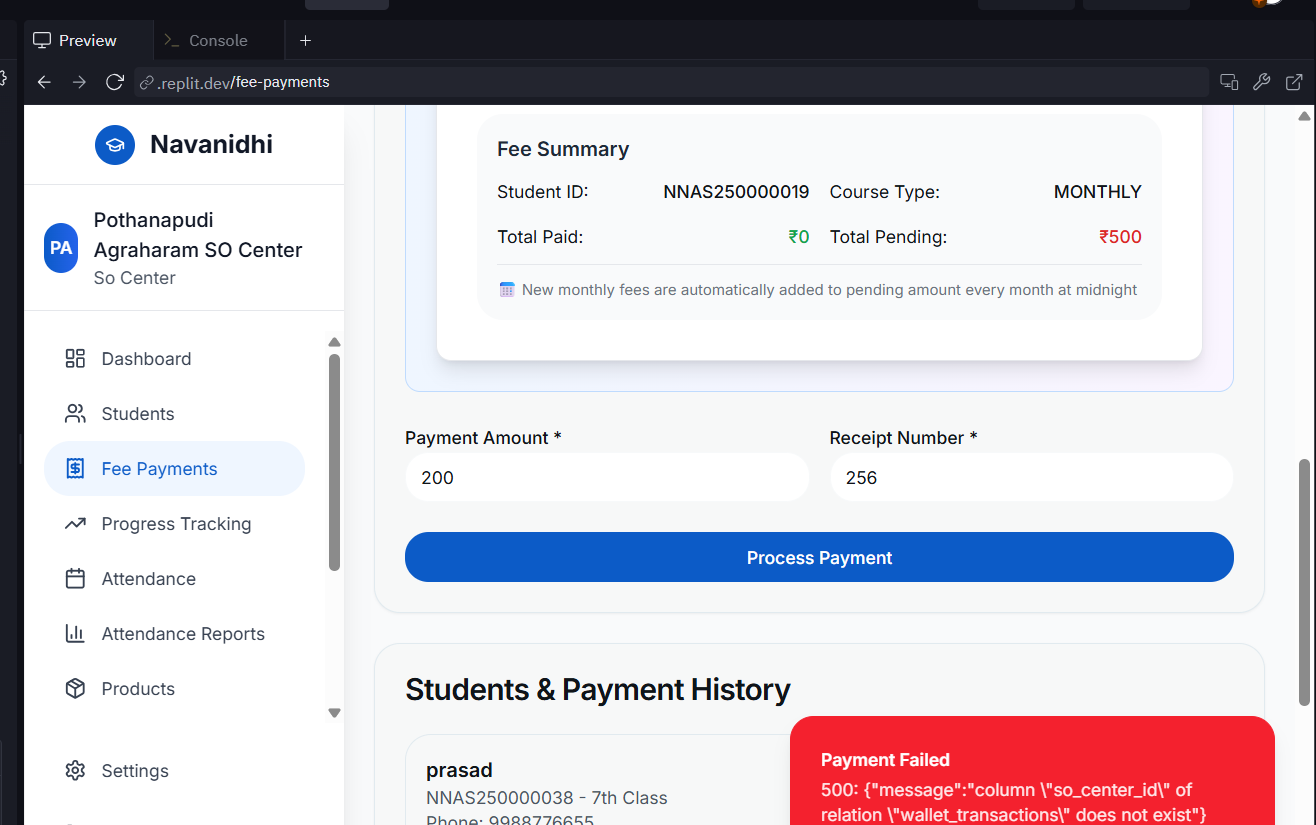 Preview
Console
.replit.dev/fee-payments
Navanidhi
PA
Pothanapudi
Agraharam SO Center
So Center
Dashboard
Students
Fee Payments
Progress Tracking
Attendance
Attendance Reports
Products
Settings
Fee Summary
Student ID: NNAS250000019 Course Type: MONTHLY
Total Paid: ₹0 Total Pending: ₹500
New monthly fees are automatically added to pending amount every month at midnight
Payment Amount * Receipt Number *
200 256
Process Payment
Students & Payment History
prasad
NNAS250000038 - 7th Class
Phone: 9988776655
Payment Failed
500: {"message":"column \"so_center_id\" of
relation \"wallet_transactions\" does not exist"}